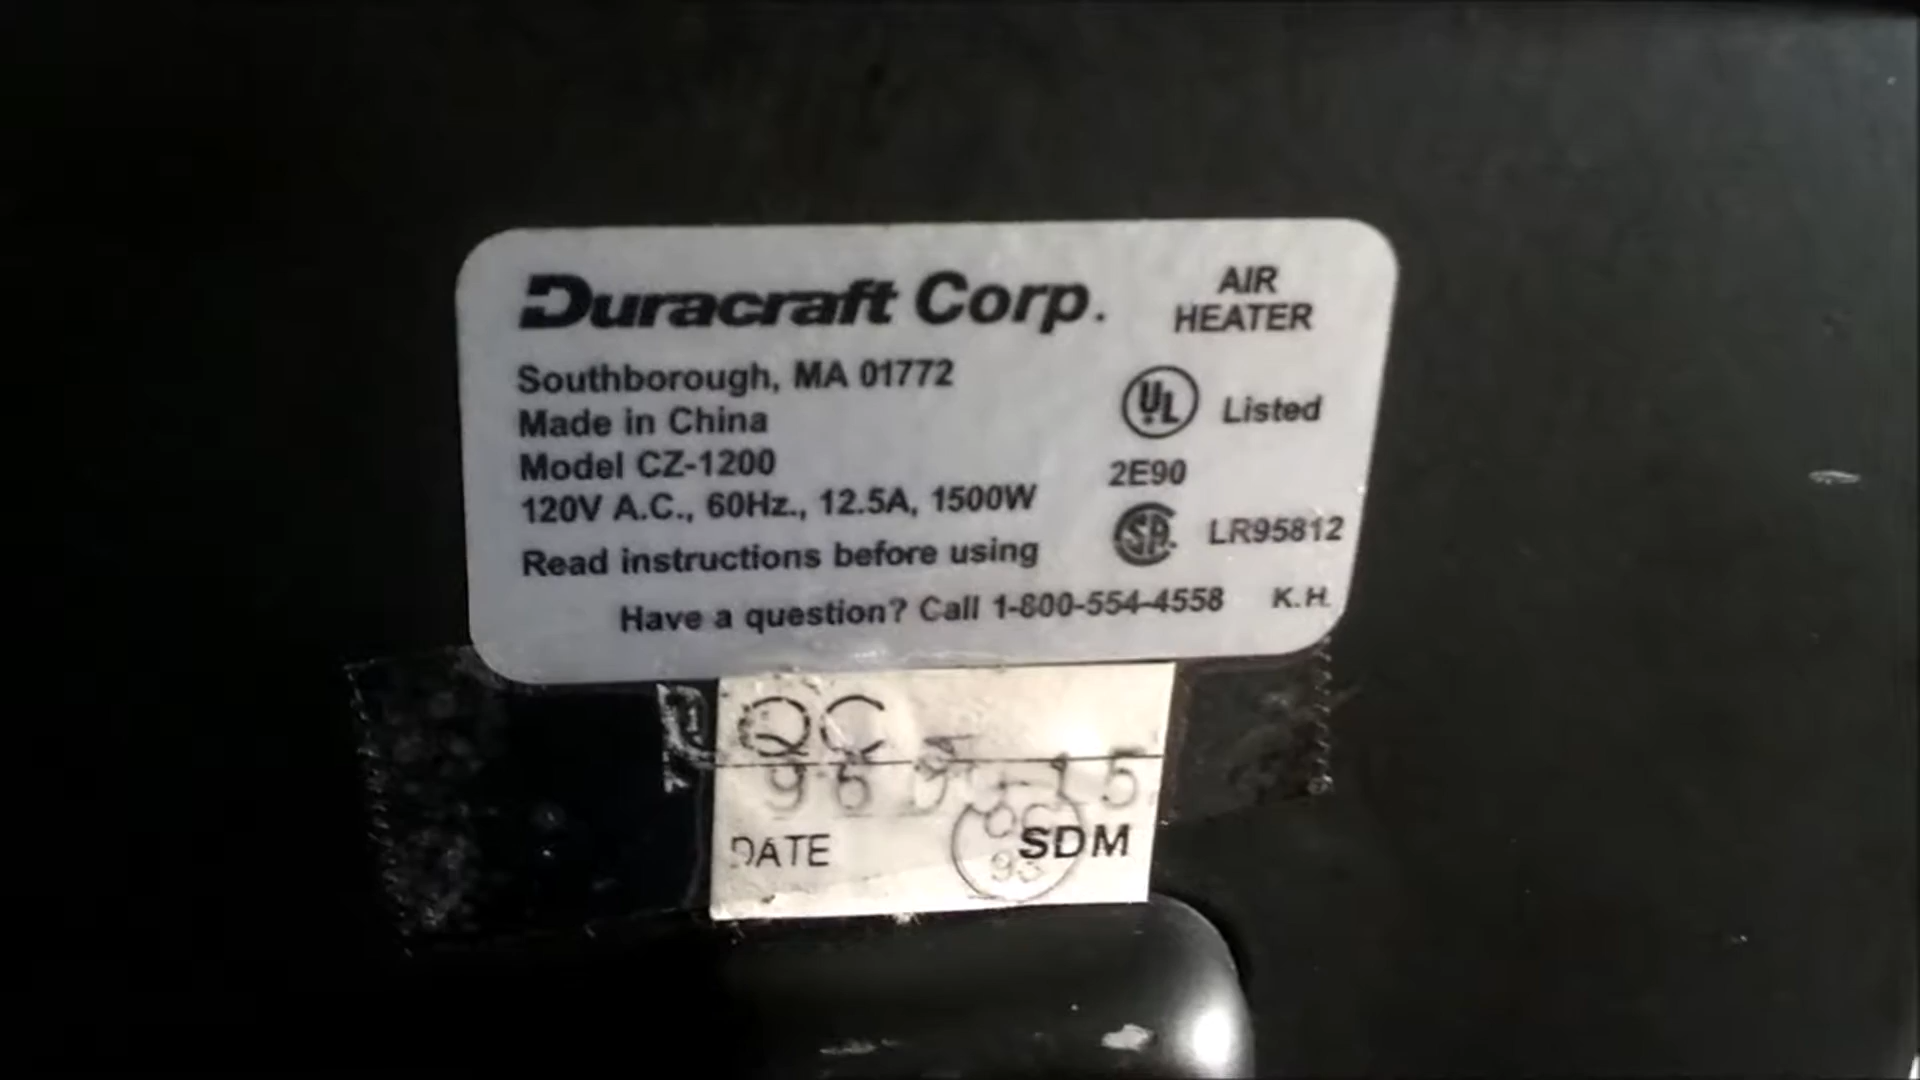 Duracraft Corp.
AIR
HEATER
Southborough, MA 01772
Made in China
Model CZ-1200
120V A.C., 60Hz., 12.5A, 1500W
Read instructions before using
UL Listed
2E90
SA. LR95812
Have a question? Call 1-800-554-4558 K.H.
QC
DATE
SDM